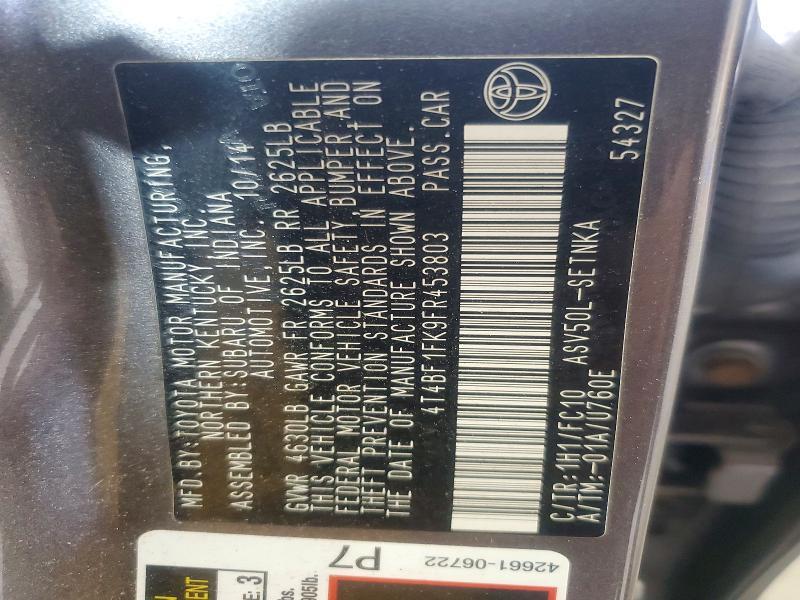 MFD. BY: TOYOTA MOTOR MANUFACTURING,
NORTHERN KENTUCKY, INC.
ASSEMBLED BY: SUBARU OF INDIANA
AUTOMOTIVE, INC. 10/14
GVWR 4630LB GAWR FR 2625LB RR 2625LB
THIS VEHICLE CONFORMS TO ALL APPLICABLE
FEDERAL MOTOR VEHICLE SAFETY, BUMPER, AND
THEFT PREVENTION STANDARDS IN EFFECT ON
THE DATE OF MANUFACTURE SHOWN ABOVE.
4T4BF1FK9FR453803 PASS.CAR
C/TR: 1H1/FC10 ASV50L-SETNKA
A/TM: -01A/U760E 54327
42661-06722
P7
E: 3
905lb.